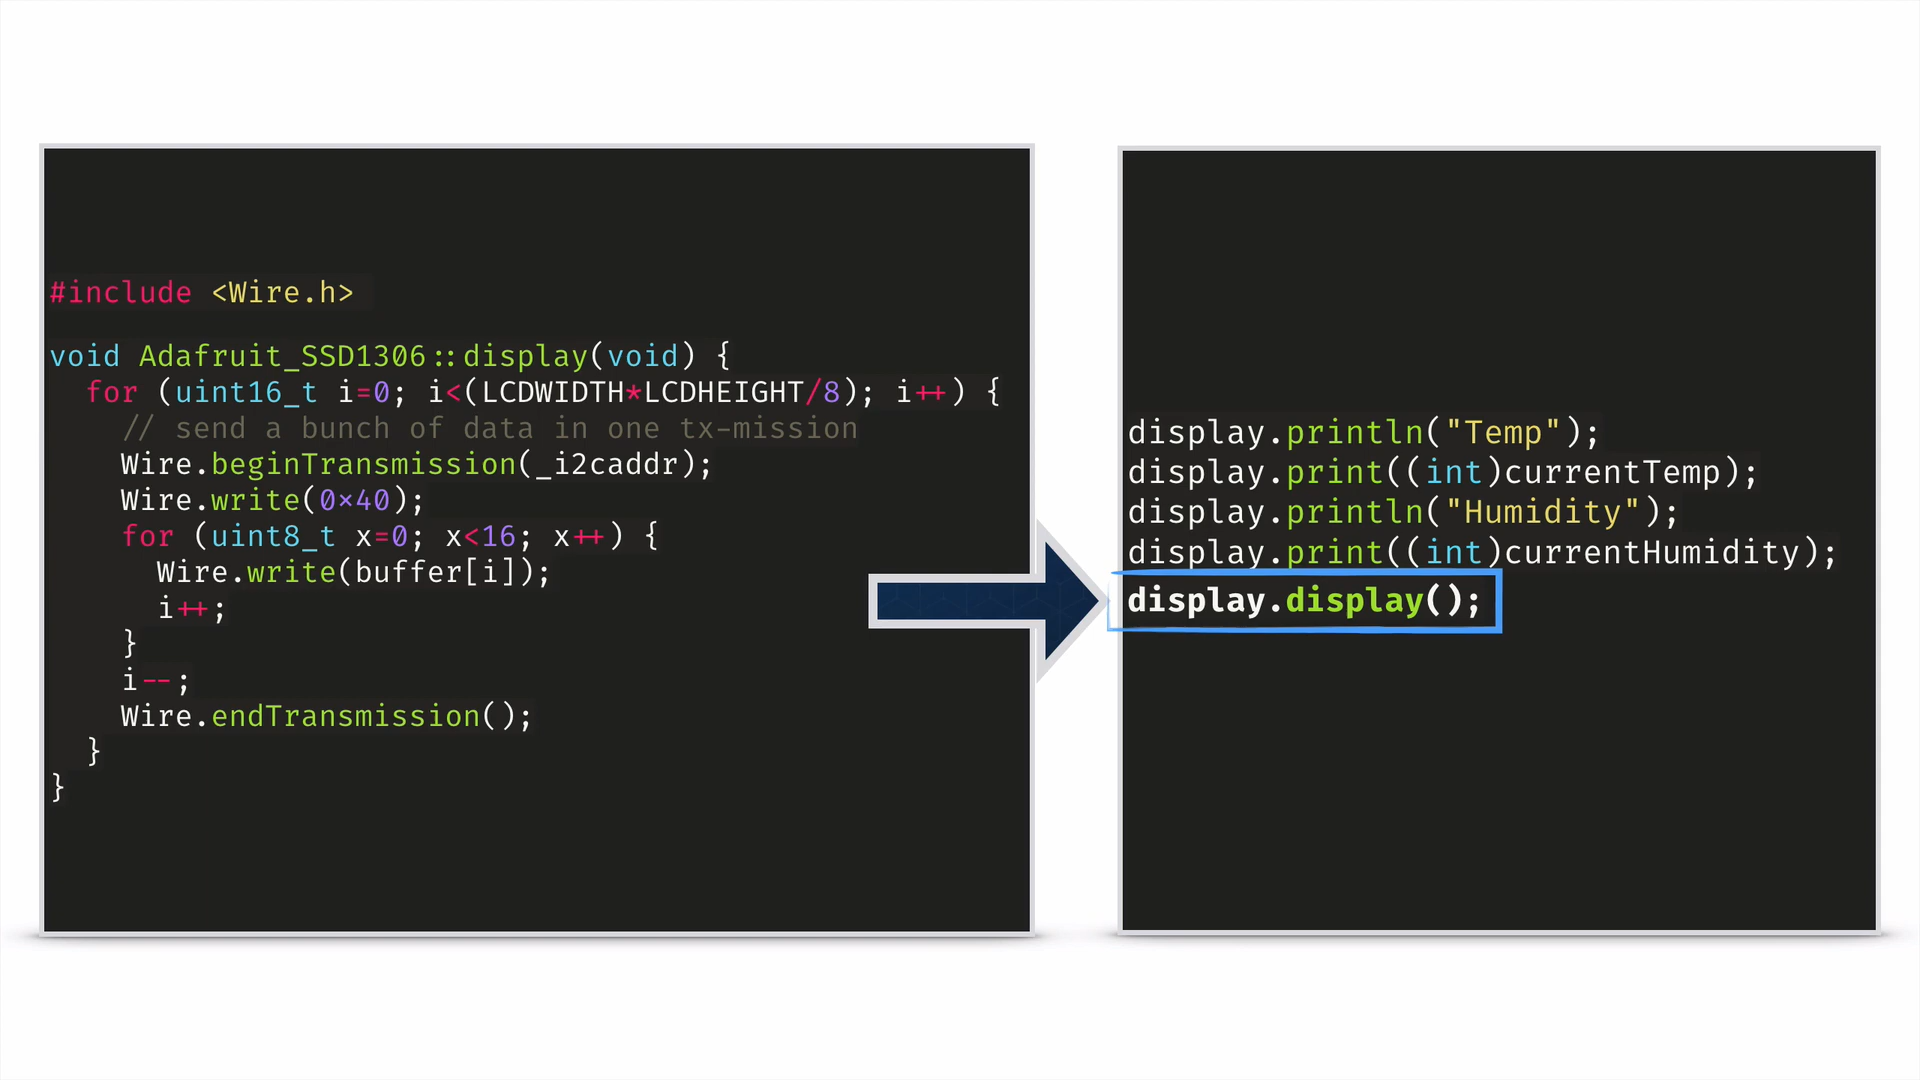 #include <Wire.h>
void Adafruit_SSD1306::display(void) {
  for (uint16_t i=0; i<(LCDWIDTH*LCDHEIGHT/8); i++) {
    // send a bunch of data in one tx-mission
    Wire.beginTransmission(_i2caddr);
    Wire.write(0x40);
    for (uint8_t x=0; x<16; x++) {
      Wire.write(buffer[i]);
      i++;
    }
    i--;
    Wire.endTransmission();
  }
}
display.println("Temp");
display.print((int)currentTemp);
display.println("Humidity");
display.print((int)currentHumidity);
display.display();